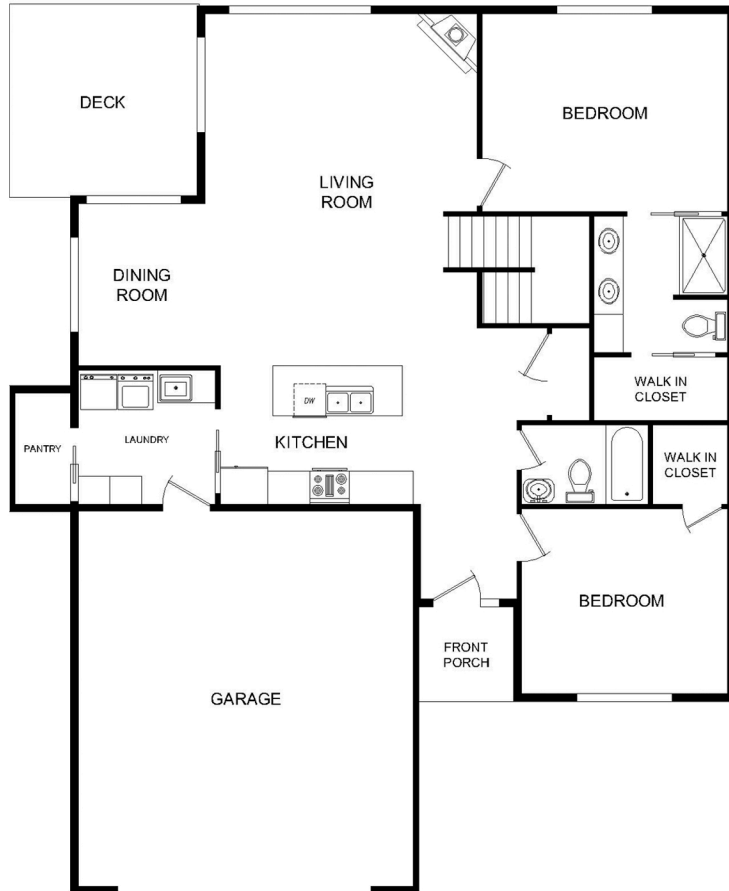 DECK
BEDROOM
LIVING
ROOM
DINING
ROOM
WALK IN
CLOSET
DW
KITCHEN
LAUNDRY
PANTRY
WALK IN
CLOSET
BEDROOM
FRONT
PORCH
GARAGE